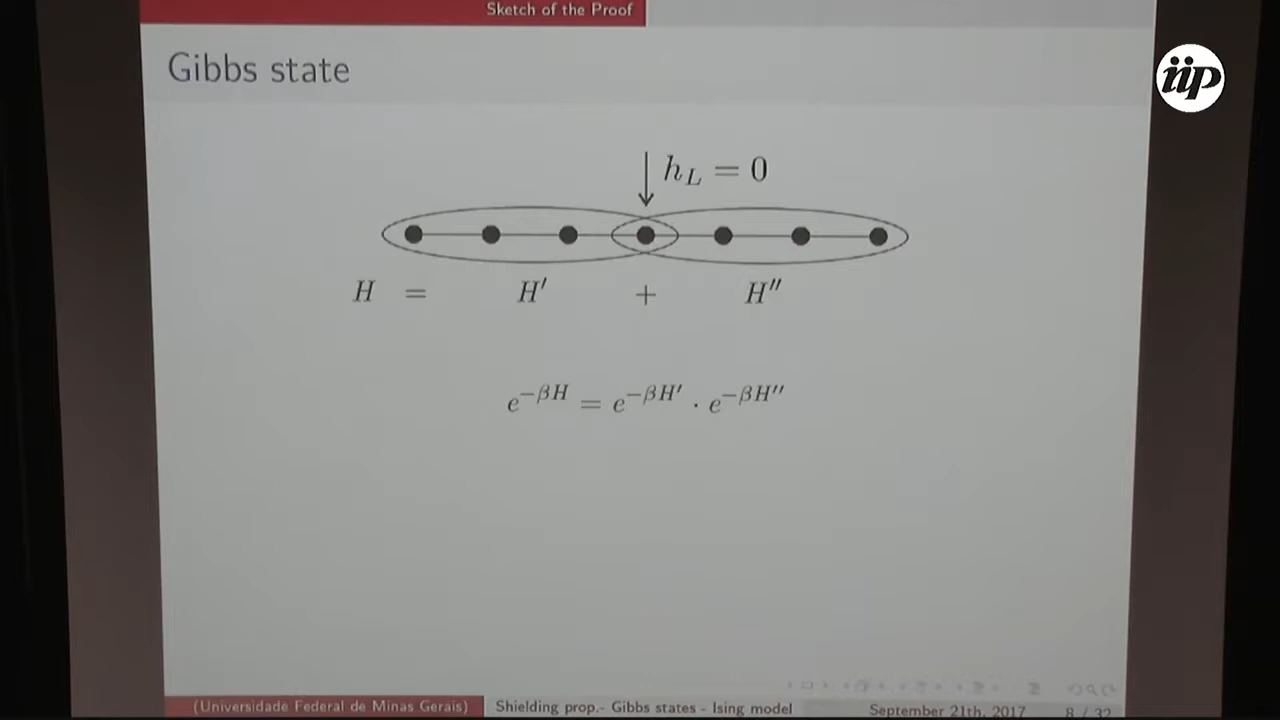 Sketch of the Proof
Gibbs state
iip
h_L = 0
H = H′ + H″
e^{-βH} = e^{-βH′} · e^{-βH″}
(Universidade Federal de Minas Gerais) Shielding prop.- Gibbs states - Ising model September 21th, 2017 8 / 32